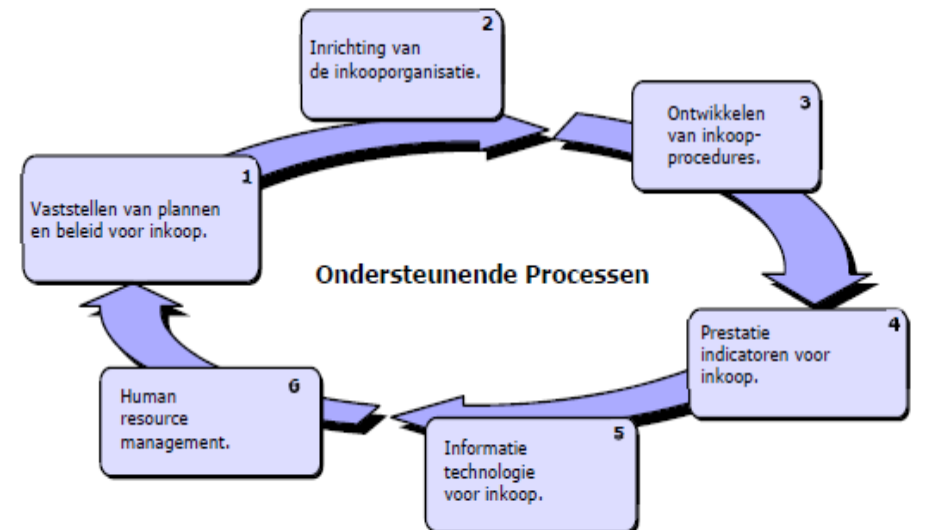 1
Vaststellen van plannen
en beleid voor inkoop.
2
Inrichting van
de inkooporganisatie.
3
Ontwikkelen
van inkoop-
procedures.
Ondersteunende Processen
4
Prestatie
indicatoren voor
inkoop.
5
Informatie
technologie
voor inkoop.
6
Human
resource
management.